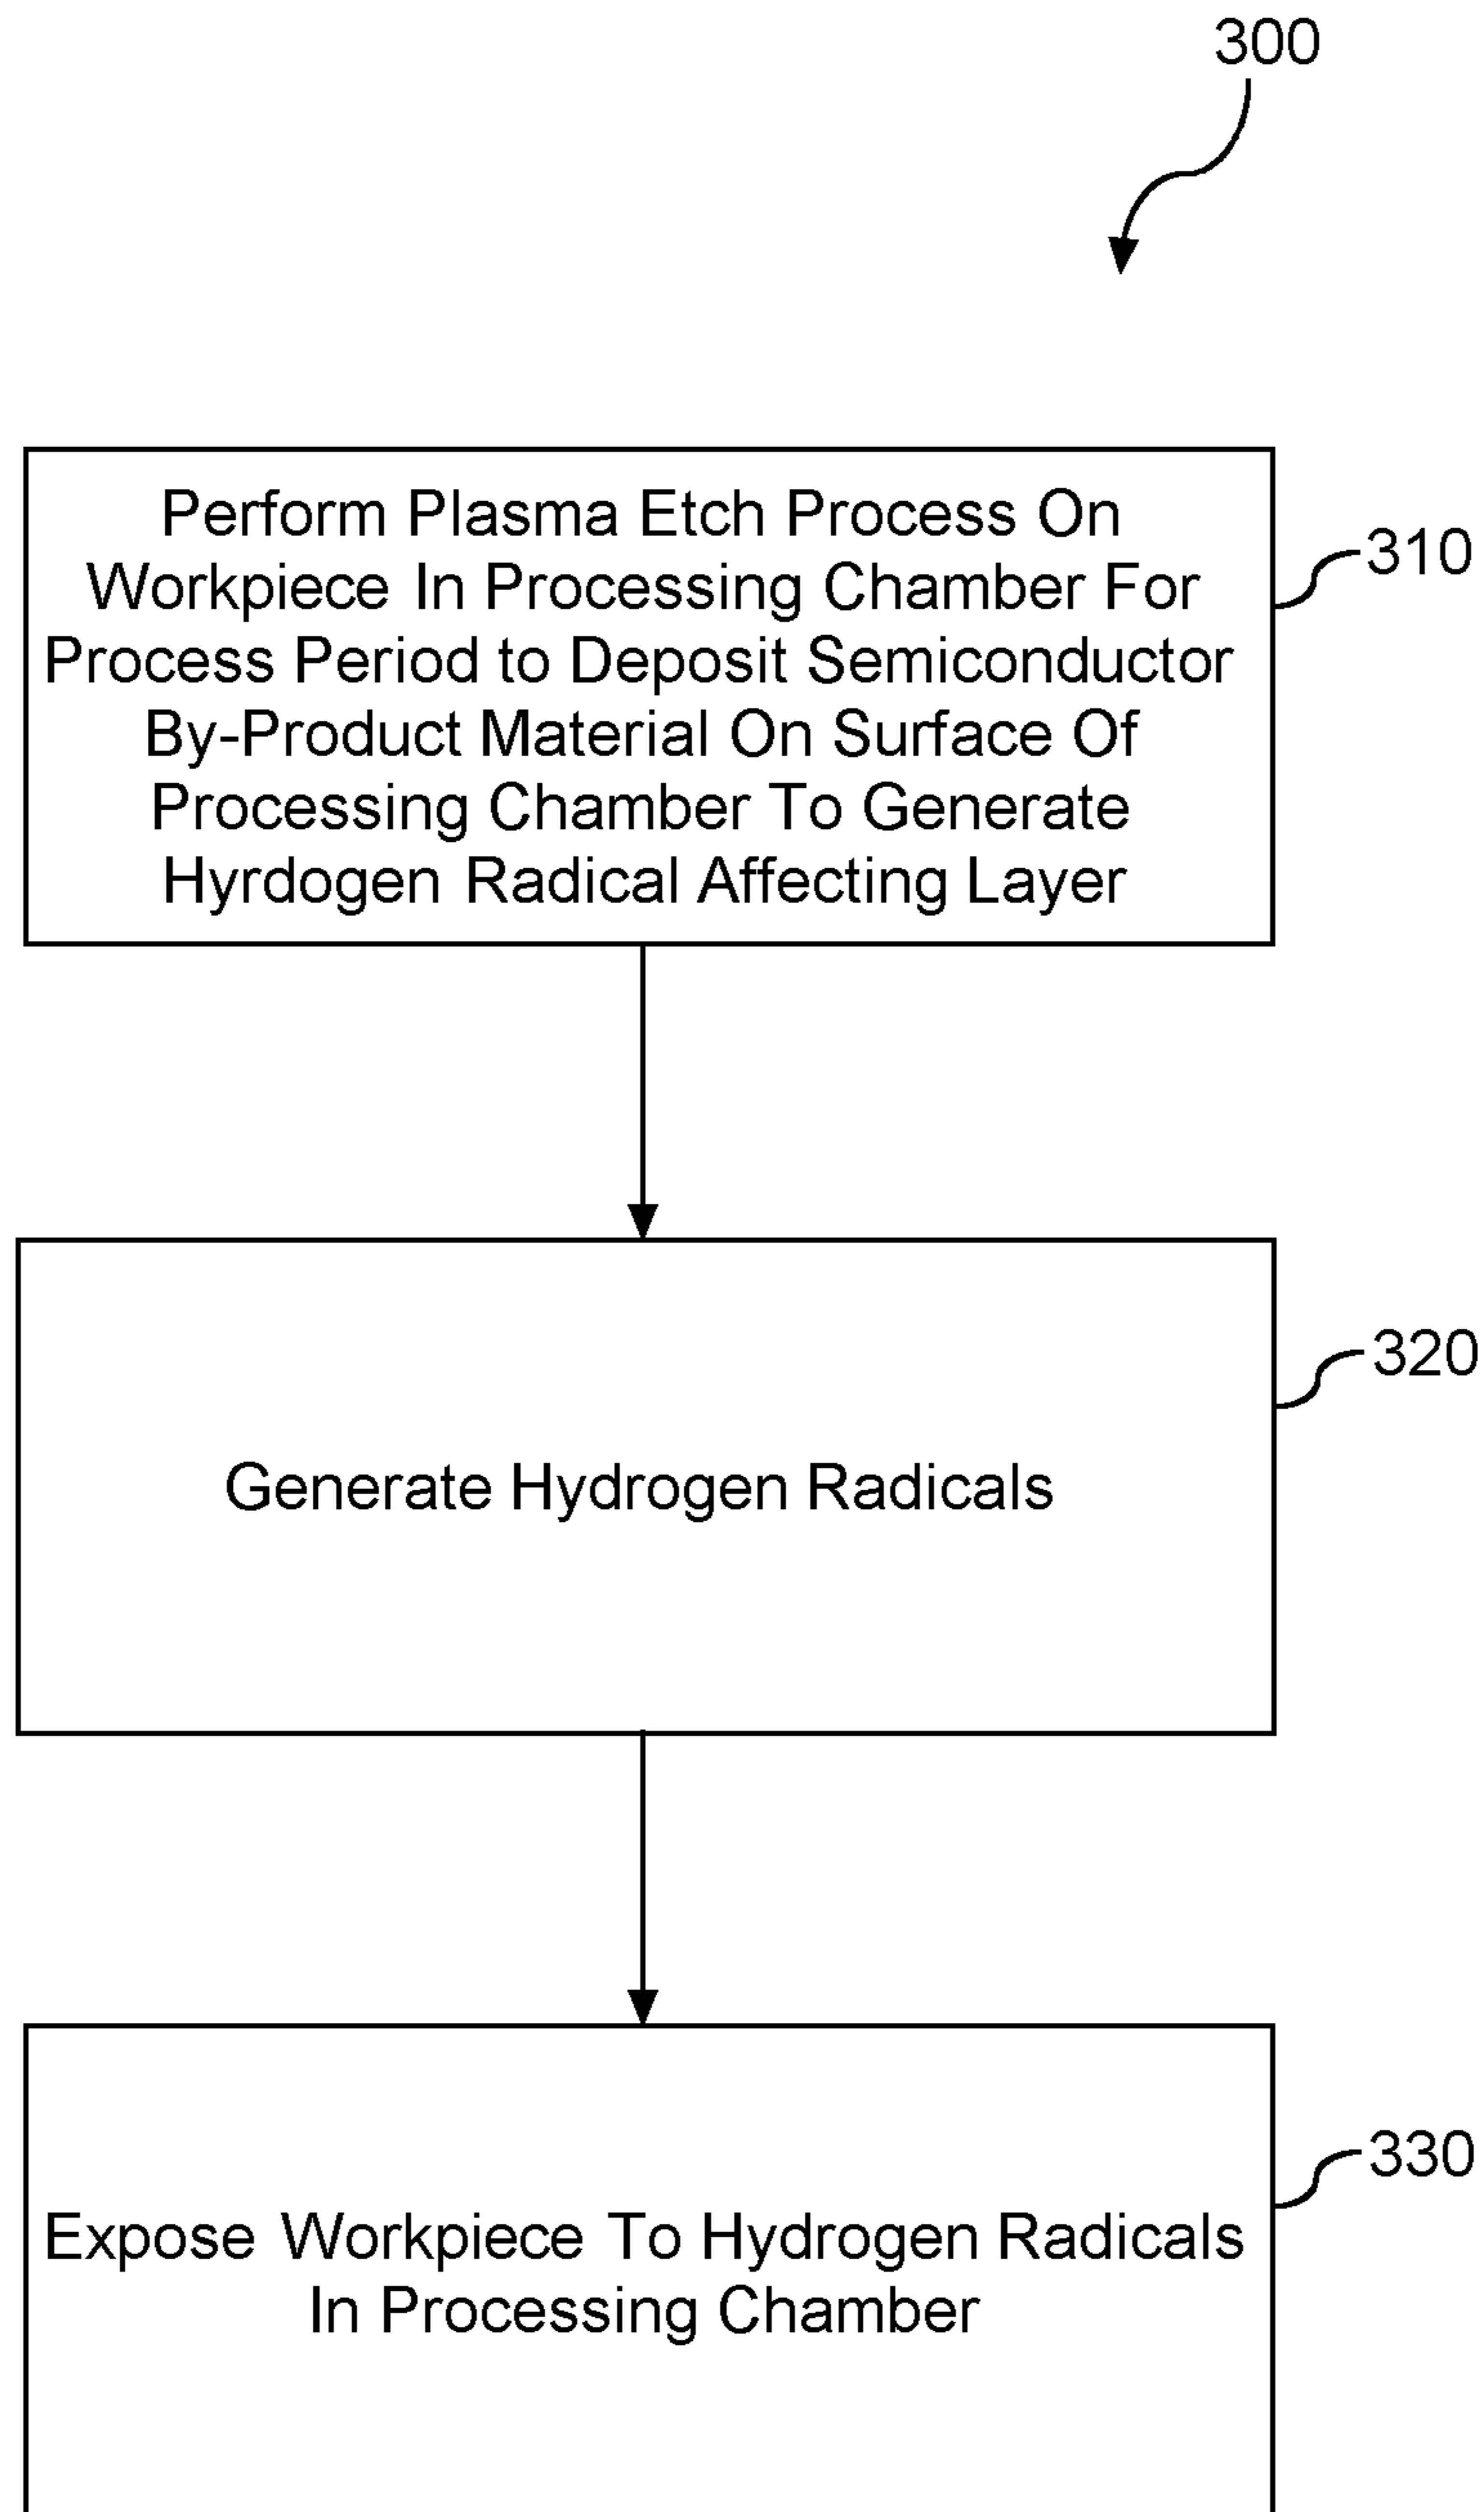 300
Perform Plasma Etch Process On
Workpiece In Processing Chamber For
Process Period to Deposit Semiconductor
By-Product Material On Surface Of
Processing Chamber To Generate
Hyrdogen Radical Affecting Layer
310
Generate Hydrogen Radicals
320
Expose Workpiece To Hydrogen Radicals
In Processing Chamber
330